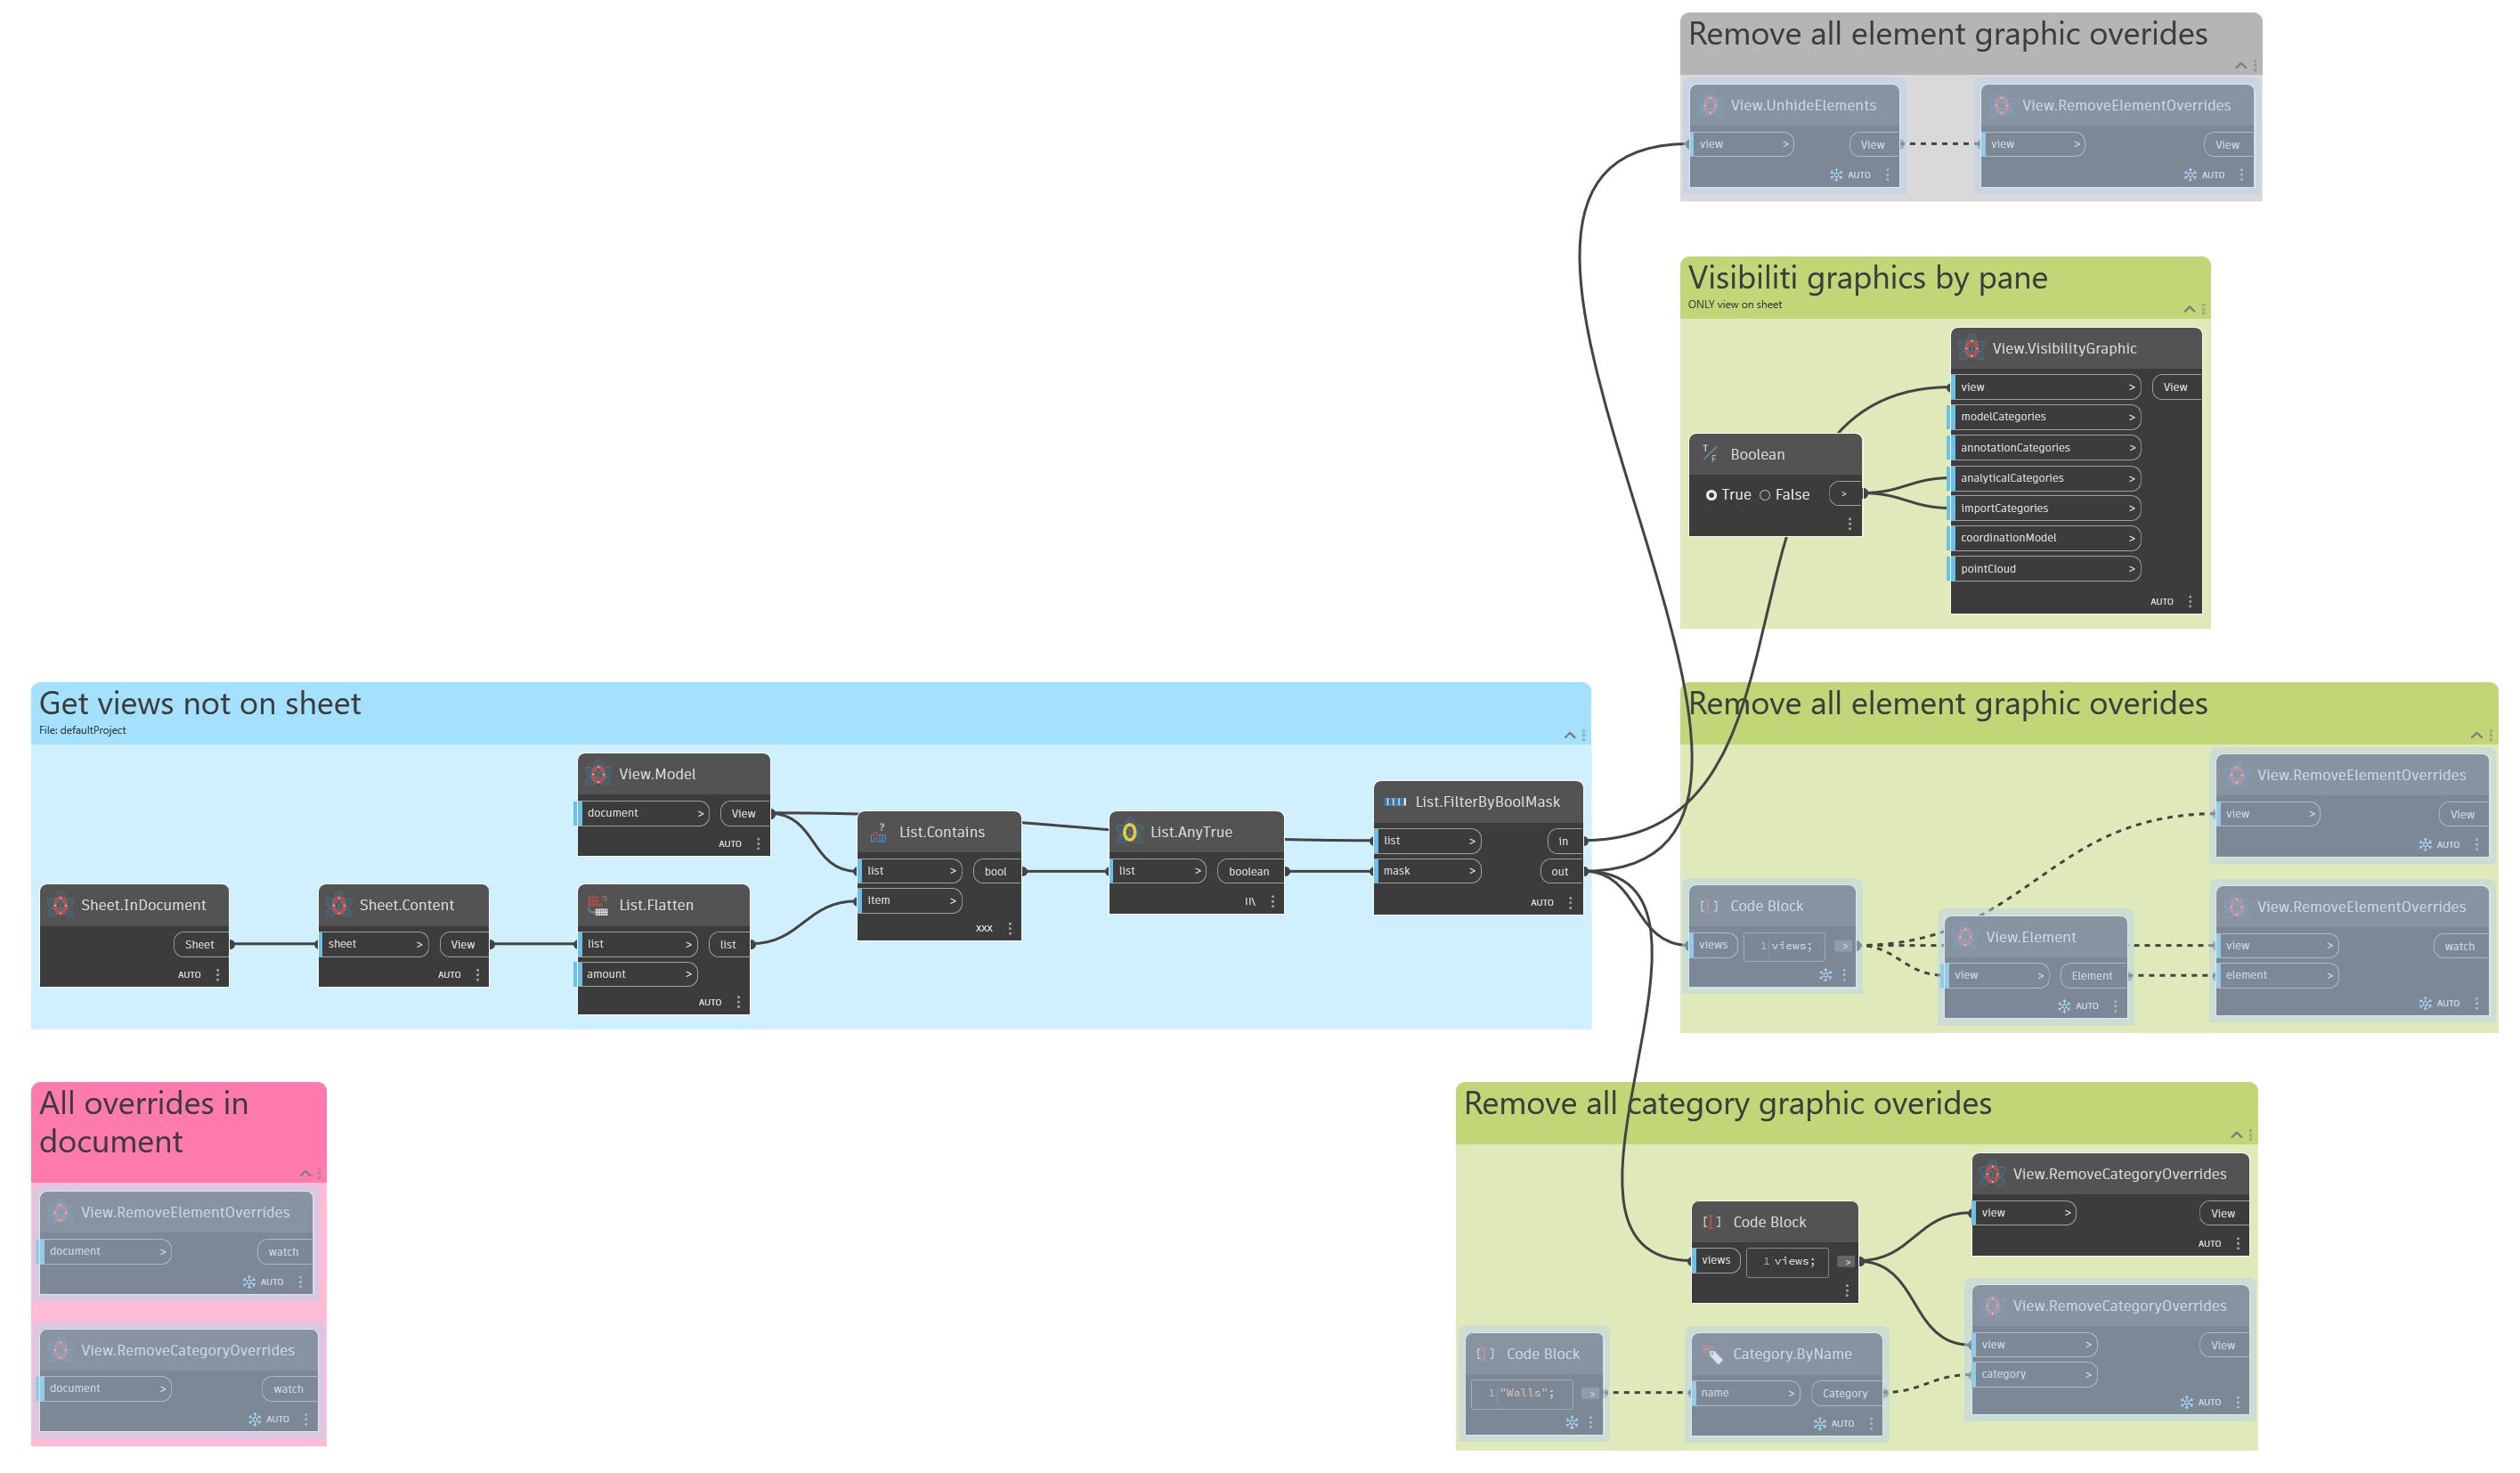 Remove all element graphic overides
View.UnhideElements
view >
View
AUTO
View.RemoveElementOverrides
view >
View
AUTO
Visibiliti graphics by pane
ONLY view on sheet
View.VisibilityGraphic
view >
View
modelCategories >
annotationCategories >
analyticalCategories >
importCategories >
coordinationModel >
pointCloud >
AUTO
T/F
Boolean
True False
>
Get views not on sheet
File: defaultProject
View.Model
document >
View
AUTO
Sheet.InDocument
Sheet
AUTO
Sheet.Content
sheet >
View
AUTO
List.Flatten
list >
list
amount >
AUTO
?
List.Contains
list >
bool
item >
xxx
List.AnyTrue
list >
boolean
II\
List.FilterByBoolMask
list >
in
mask >
out
AUTO
Remove all element graphic overides
View.RemoveElementOverrides
view >
View
AUTO
Code Block
views
1 views;
>
View.Element
view >
Element
AUTO
View.RemoveElementOverrides
view >
watch
element >
AUTO
All overrides in
document
View.RemoveElementOverrides
document >
watch
AUTO
View.RemoveCategoryOverrides
document >
watch
AUTO
Remove all category graphic overides
View.RemoveCategoryOverrides
view >
View
AUTO
Code Block
views
1 views;
>
Code Block
1 "Walls";
>
Category.ByName
name >
Category
AUTO
View.RemoveCategoryOverrides
view >
View
category >
AUTO